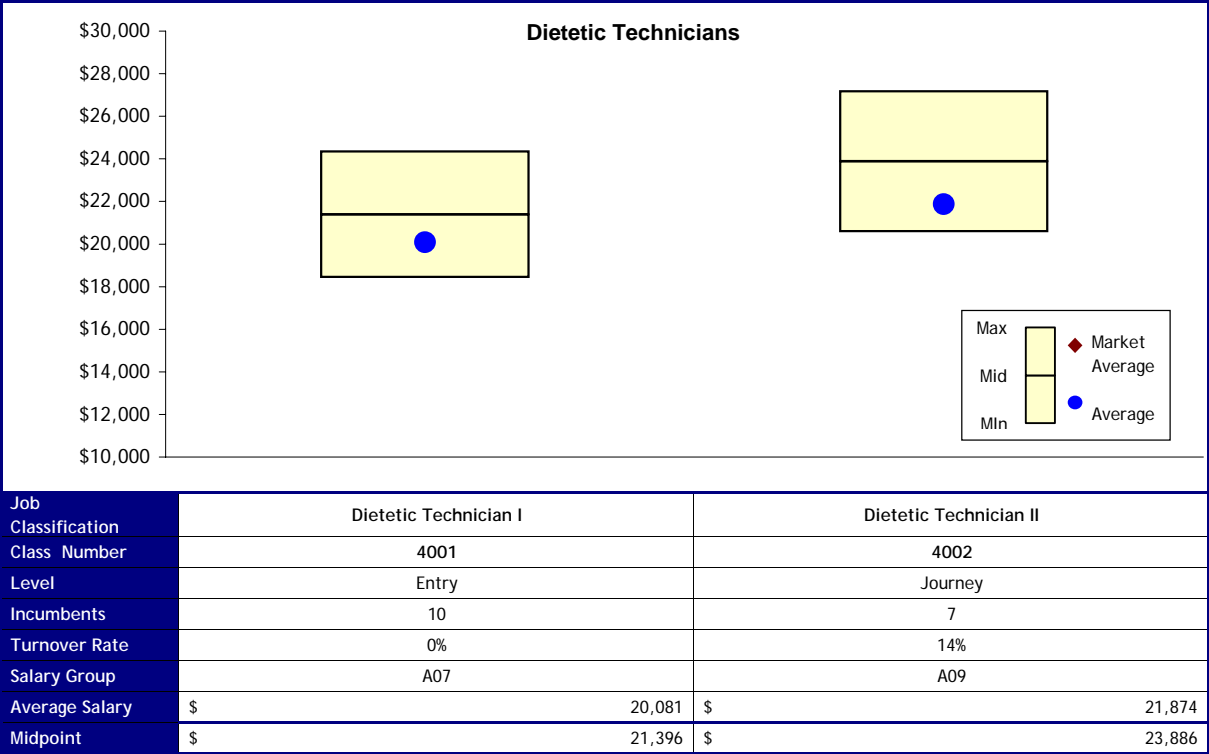 Dietetic Technicians
$30,000
$28,000
$26,000
$24,000
$22,000
$20,000
$18,000
$16,000
$14,000
$12,000
$10,000
Max
Mid
MIn
Market
Average
Average
Job
Classification
Dietetic Technician I
Dietetic Technician II
Class Number 4001 4002
Level Entry Journey
Incumbents 10 7
Turnover Rate 0% 14%
Salary Group A07 A09
Average Salary $ 20,081 $ 21,874
Midpoint $ 21,396 $ 23,886